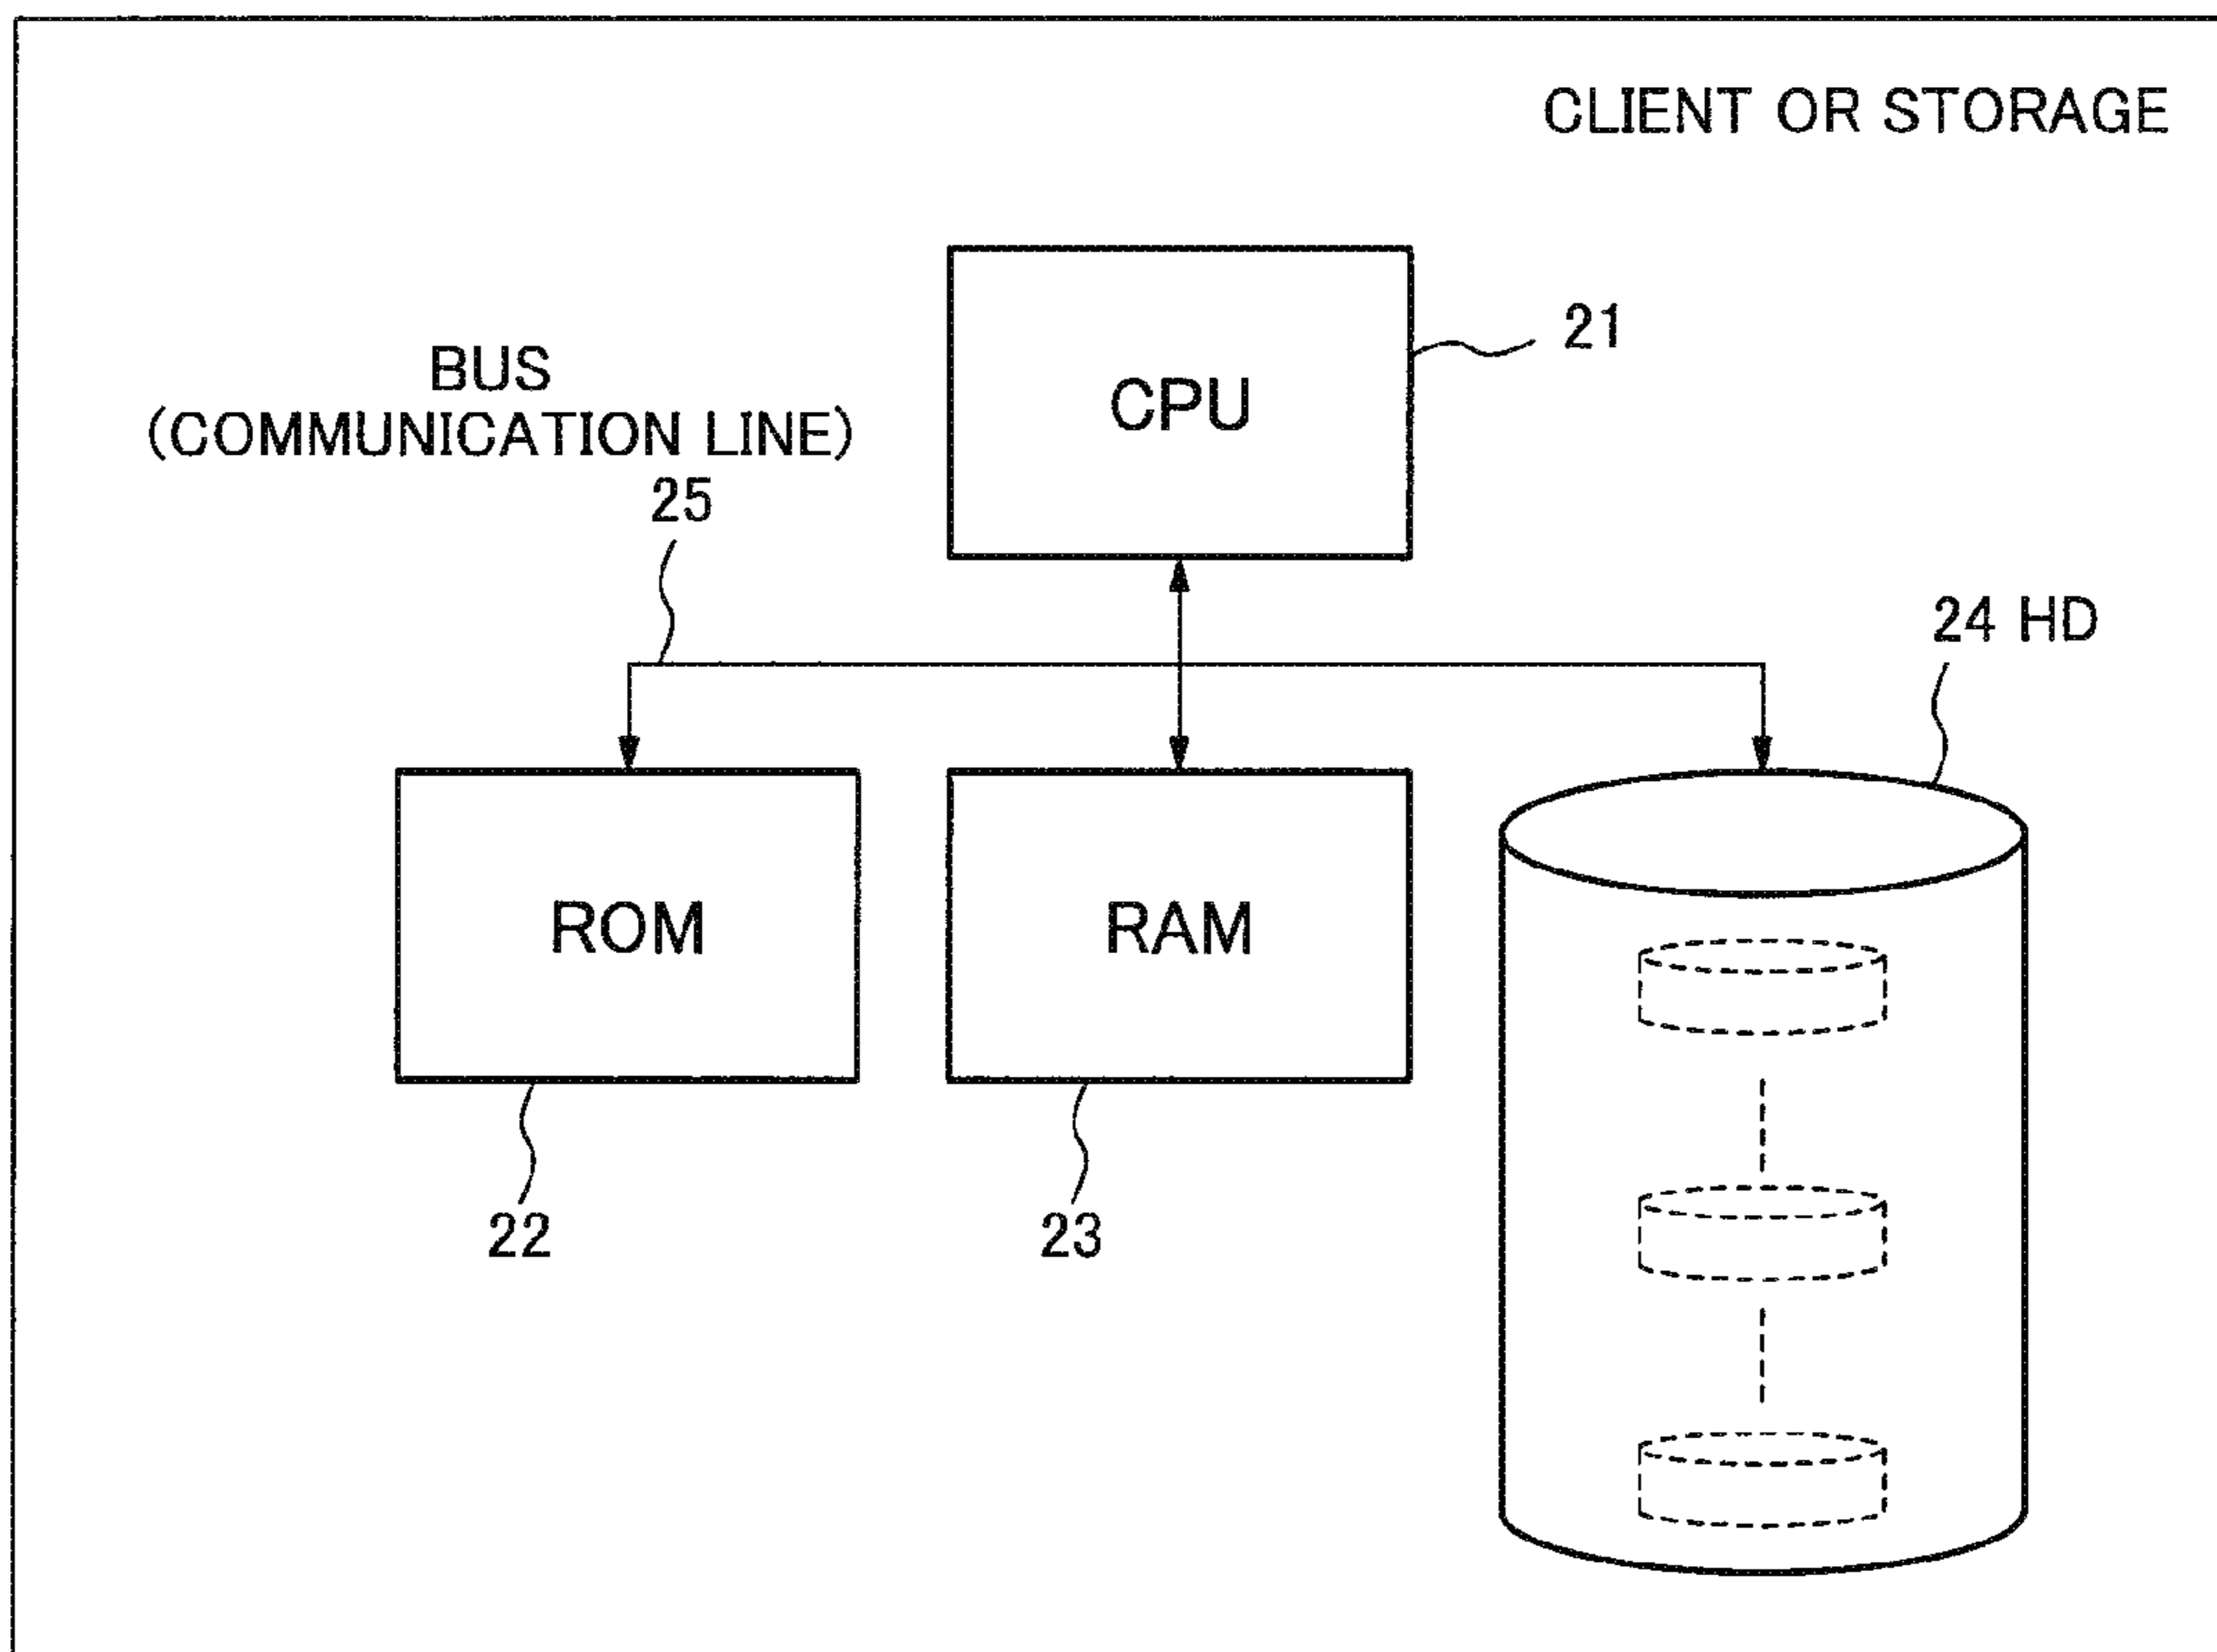 CLIENT OR STORAGE
CPU
21
BUS
(COMMUNICATION LINE)
25
24 HD
ROM
RAM
22
23